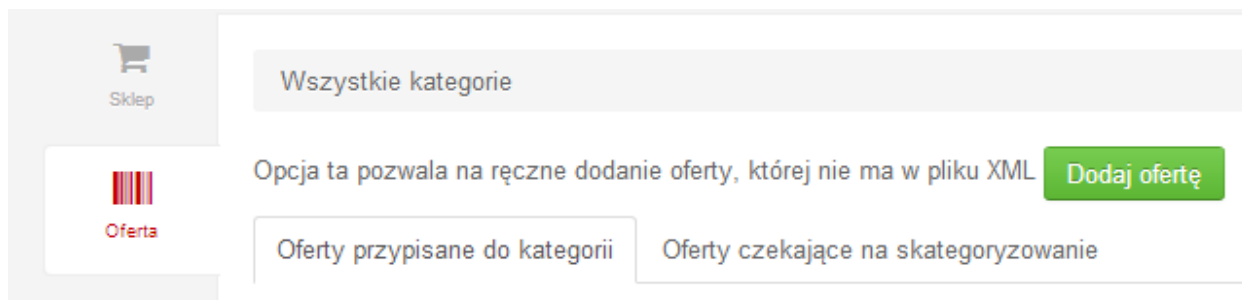 Sklep
Wszystkie kategorie
Opcja ta pozwala na ręczne dodanie oferty, której nie ma w pliku XML Dodaj ofertę
Oferta
Oferty przypisane do kategorii Oferty czekające na skategoryzowanie